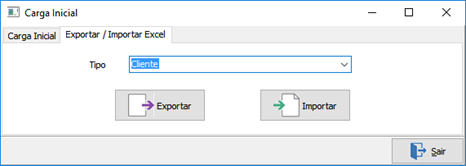 Carga Inicial
Carga Inicial Exportar / Importar Excel
Tipo Cliente
Exportar Importar
Sair